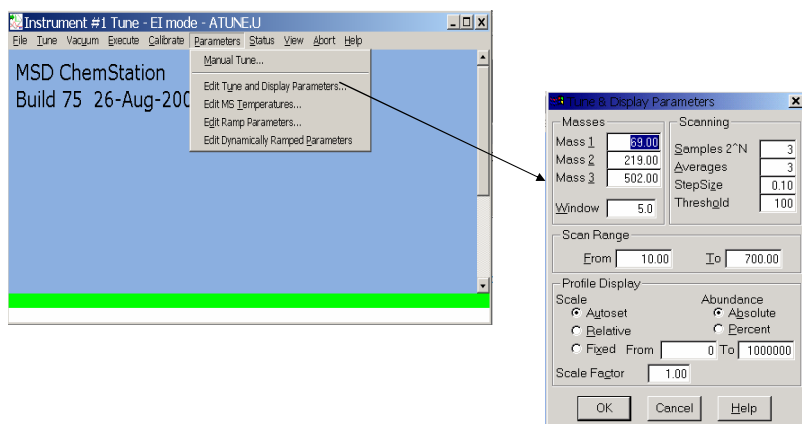 Instrument #1 Tune - EI mode - ATUNE.U
File Tune Vacuum Execute Calibrate Parameters Status View Abort Help
Manual Tune...
Edit Tune and Display Parameters...
Edit MS Temperatures...
Edit Ramp Parameters...
Edit Dynamically Ramped Parameters
MSD ChemStation
Build 75 26-Aug-200
Tune & Display Parameters
Masses
Mass 1 69.00
Mass 2 219.00
Mass 3 502.00
Window 5.0
Scanning
Samples 2^N 3
Averages 3
StepSize 0.10
Threshold 100
Scan Range
From 10.00 To 700.00
Profile Display
Scale
Autoset
Relative
Fixed From 0 To 1000000
Abundance
Absolute
Percent
Scale Factor 1.00
OK Cancel Help